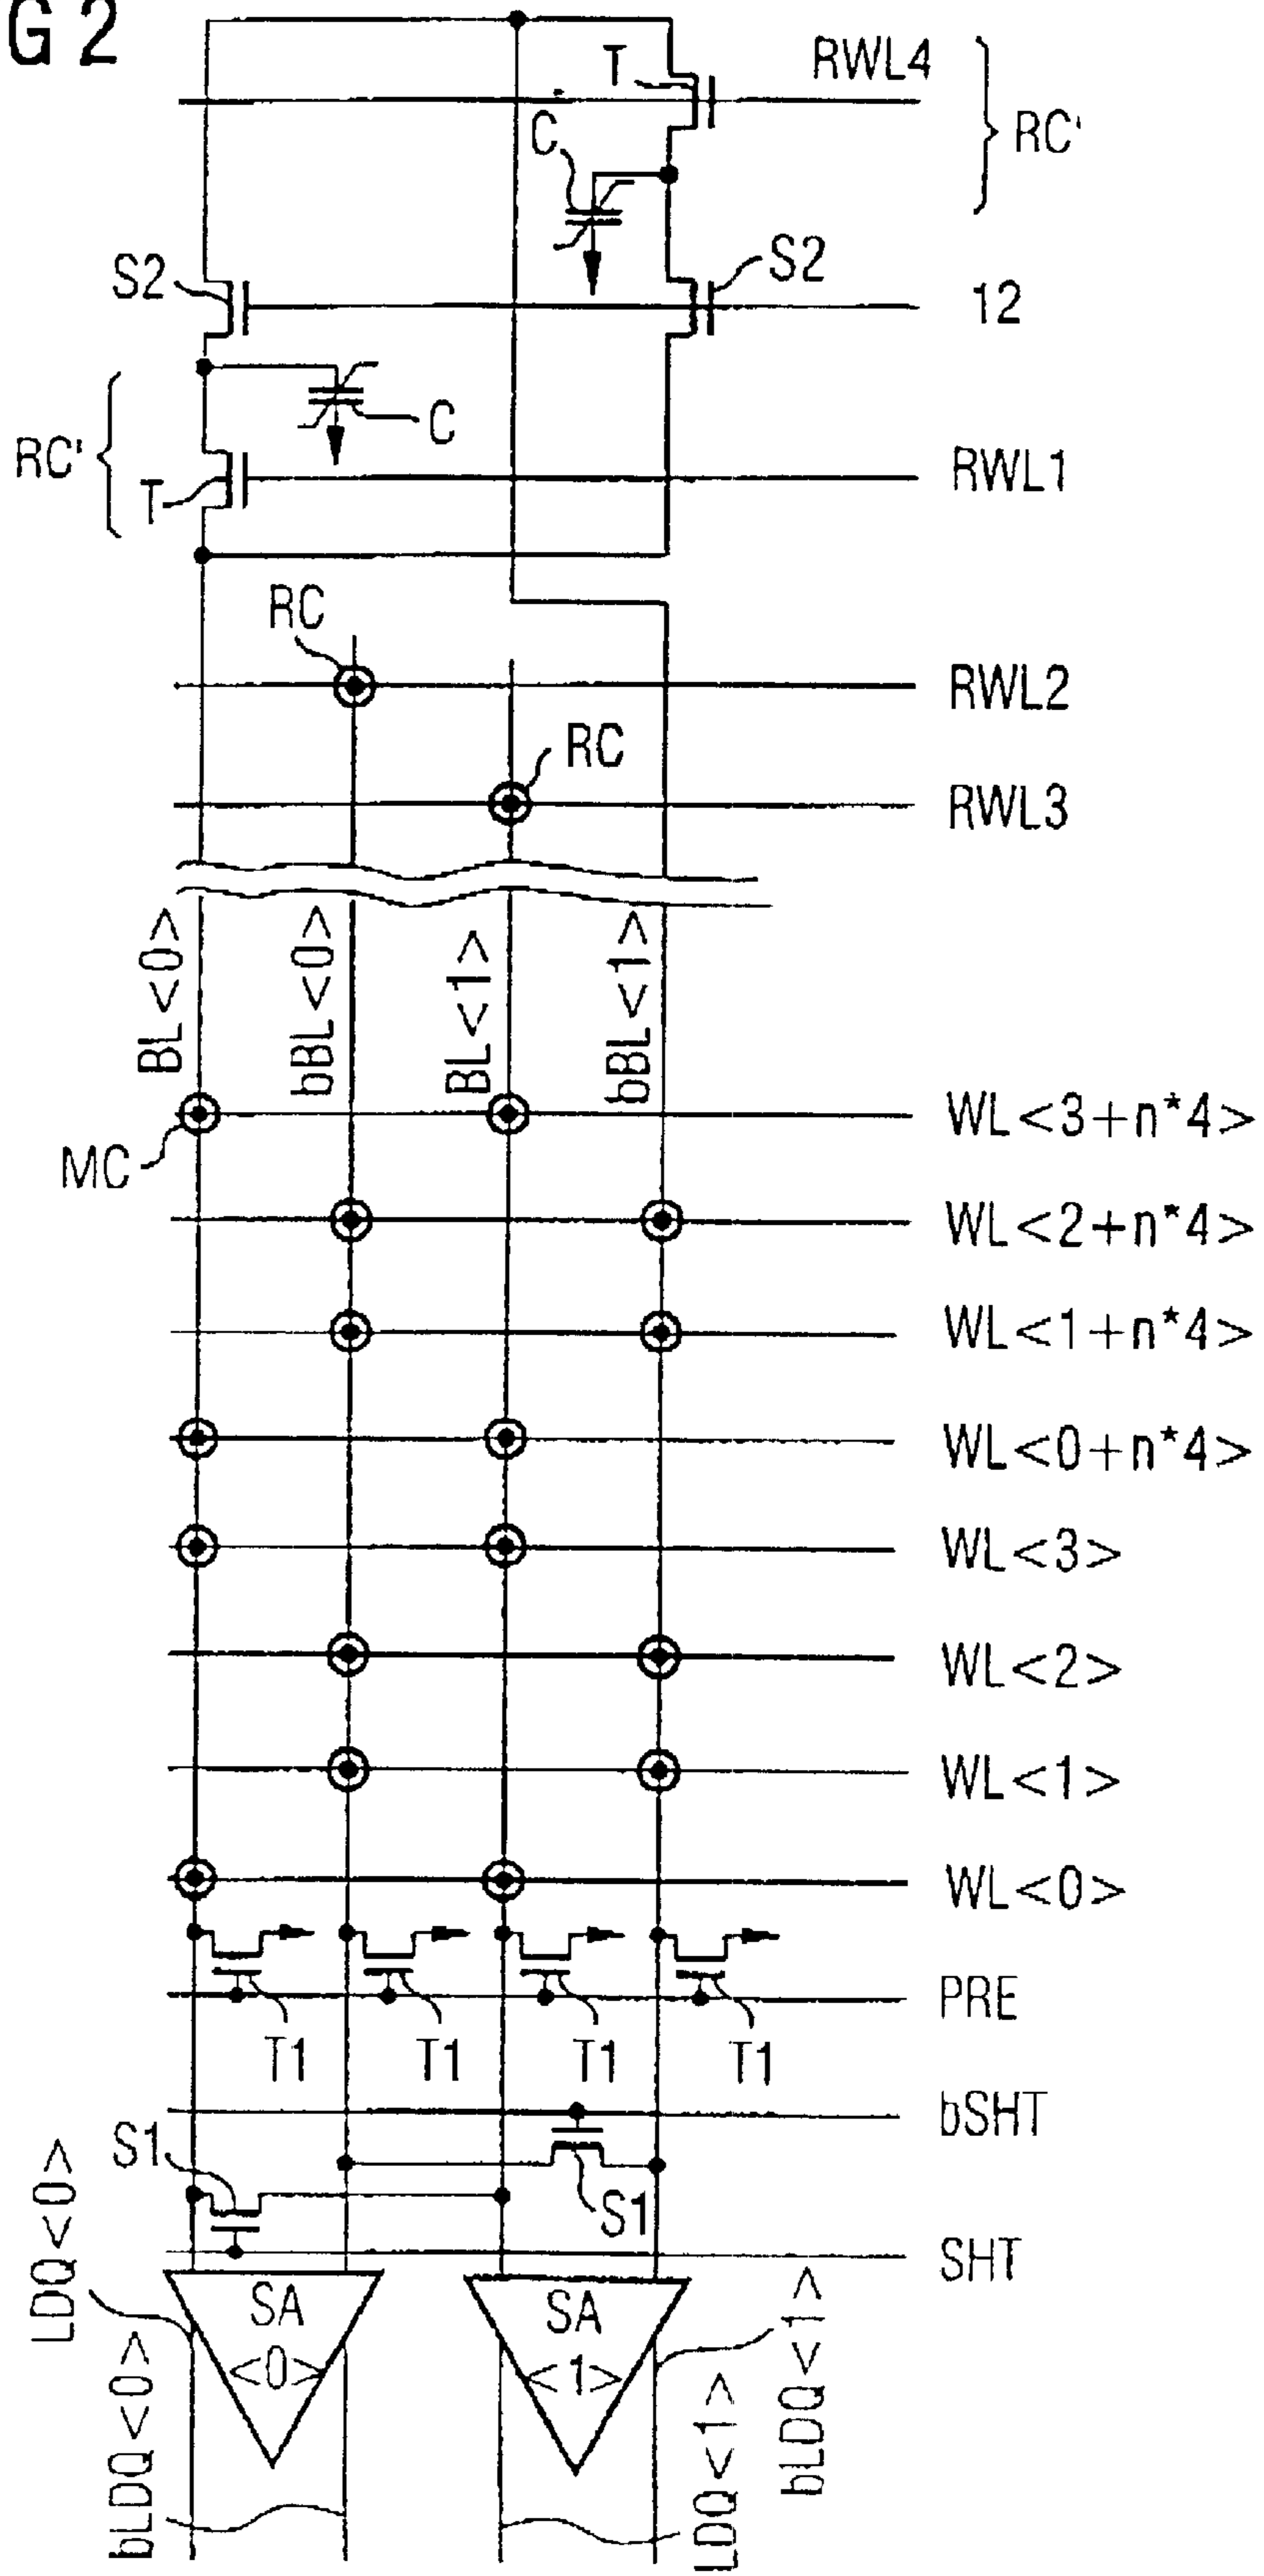 G 2
T
RWL4
C
RC'
S2
S2
12
C
RC'
T
RWL1
RC
RWL2
RC
RWL3
BL<0>
bBL<0>
BL<1>
bBL<1>
MC
WL<3+n*4>
WL<2+n*4>
WL<1+n*4>
WL<0+n*4>
WL<3>
WL<2>
WL<1>
WL<0>
PRE
T1
T1
T1
T1
bSHT
S1
S1
SHT
LDQ<0>
SA
<0>
SA
<1>
bLDQ<0>
LDQ<1>
bLDQ<1>